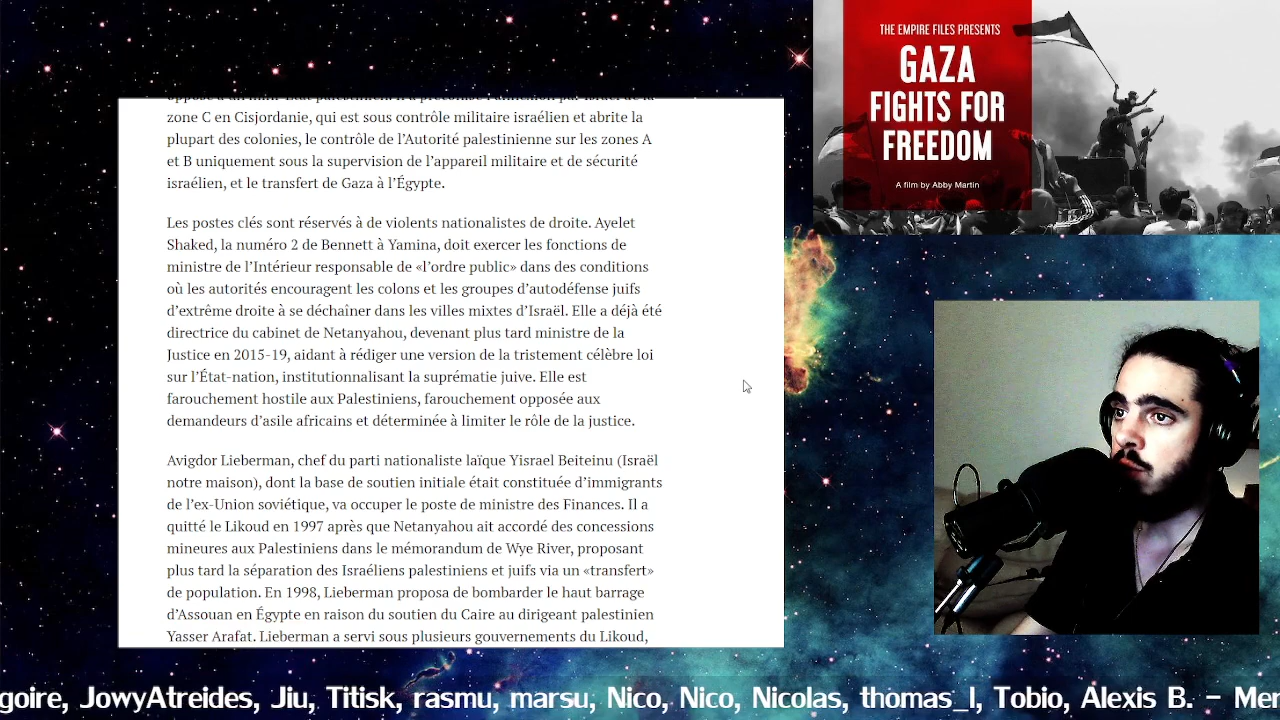 zone C en Cisjordanie, qui est sous contrôle militaire israélien et abrite la
plupart des colonies, le contrôle de l’Autorité palestinienne sur les zones A
et B uniquement sous la supervision de l’appareil militaire et de sécurité
israélien, et le transfert de Gaza à l’Égypte.
Les postes clés sont réservés à de violents nationalistes de droite. Ayelet
Shaked, la numéro 2 de Bennett à Yamina, doit exercer les fonctions de
ministre de l’Intérieur responsable de «l’ordre public» dans des conditions
où les autorités encouragent les colons et les groupes d’autodéfense juifs
d’extrême droite à se déchaîner dans les villes mixtes d’Israël. Elle a déjà été
directrice du cabinet de Netanyahou, devenant plus tard ministre de la
Justice en 2015-19, aidant à rédiger une version de la tristement célèbre loi
sur l’État-nation, institutionnalisant la suprématie juive. Elle est
farouchement hostile aux Palestiniens, farouchement opposée aux
demandeurs d’asile africains et déterminée à limiter le rôle de la justice.
Avigdor Lieberman, chef du parti nationaliste laïque Yisrael Beiteinu (Israël
notre maison), dont la base de soutien initiale était constituée d’immigrants
de l’ex-Union soviétique, va occuper le poste de ministre des Finances. Il a
quitté le Likoud en 1997 après que Netanyahou ait accordé des concessions
mineures aux Palestiniens dans le mémorandum de Wye River, proposant
plus tard la séparation des Israéliens palestiniens et juifs via un «transfert»
de population. En 1998, Lieberman proposa de bombarder le haut barrage
d’Assouan en Égypte en raison du soutien du Caire au dirigeant palestinien
Yasser Arafat. Lieberman a servi sous plusieurs gouvernements du Likoud,
THE EMPIRE FILES PRESENTS
GAZA
FIGHTS FOR
FREEDOM
A film by Abby Martin
goire, JowyAtreides, Jiu, Titisk, rasmu, marsu, Nico, Nico, Nicolas, thomas_l, Tobio, Alexis B. - Mer